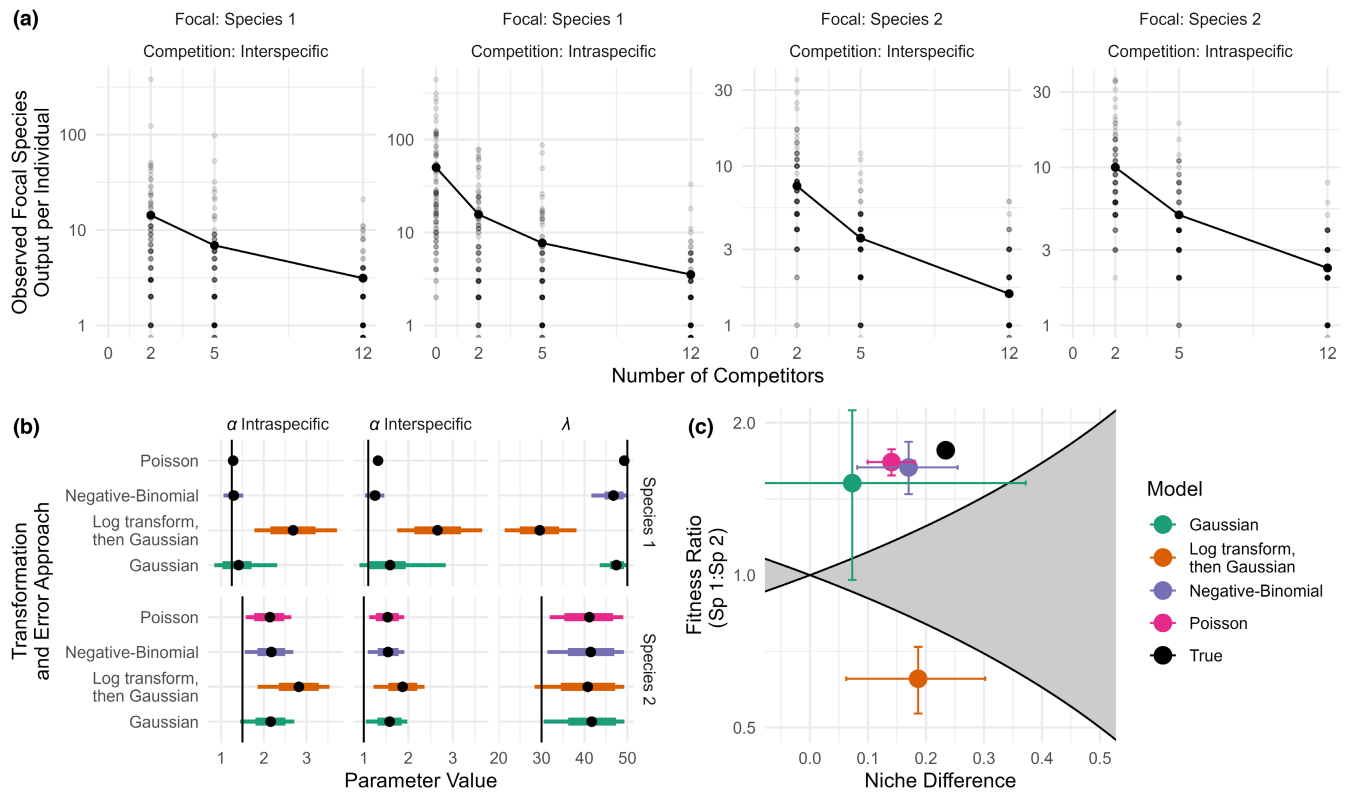 (a)
Focal: Species 1
Focal: Species 1
Focal: Species 2
Focal: Species 2
Competition: Interspecific
Competition: Intraspecific
Competition: Interspecific
Competition: Intraspecific
Observed Focal Species
Output per Individual
100
10
1
0 2 5 12
100
10
1
0 2 5 12
30
10
3
1
0 2 5 12
30
10
3
1
0 2 5 12
Number of Competitors
(b)
α Intraspecific
α Interspecific
λ
Transformation
and Error Approach
Poisson
Negative-Binomial
Log transform,
then Gaussian
Gaussian
Species 1
Poisson
Negative-Binomial
Log transform,
then Gaussian
Gaussian
Species 2
1 2 3
1 2 3
20 30 40 50
Parameter Value
(c)
Fitness Ratio
(Sp 1:Sp 2)
2.0
1.0
0.5
0.0 0.1 0.2 0.3 0.4 0.5
Niche Difference
Model
Gaussian
Log transform,
then Gaussian
Negative-Binomial
Poisson
True